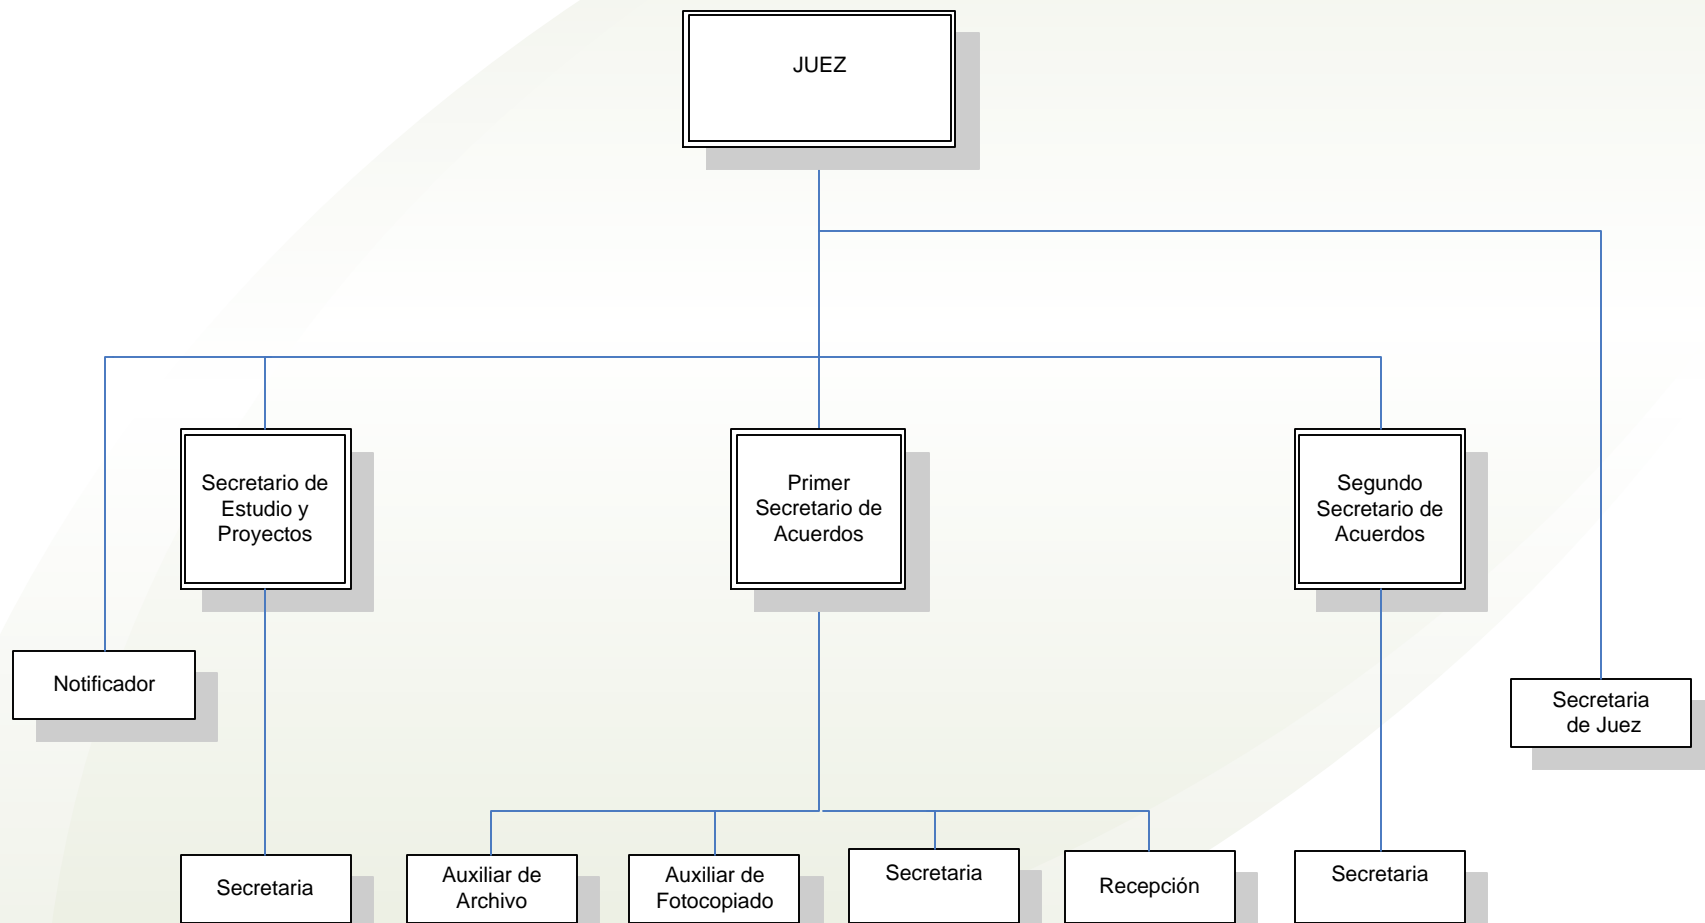 JUEZ
Secretario de
Estudio y
Proyectos
Primer
Secretario de
Acuerdos
Segundo
Secretario de
Acuerdos
Notificador
Secretaria
de Juez
Secretaria
Auxiliar de
Archivo
Auxiliar de
Fotocopiado
Secretaria
Recepción
Secretaria